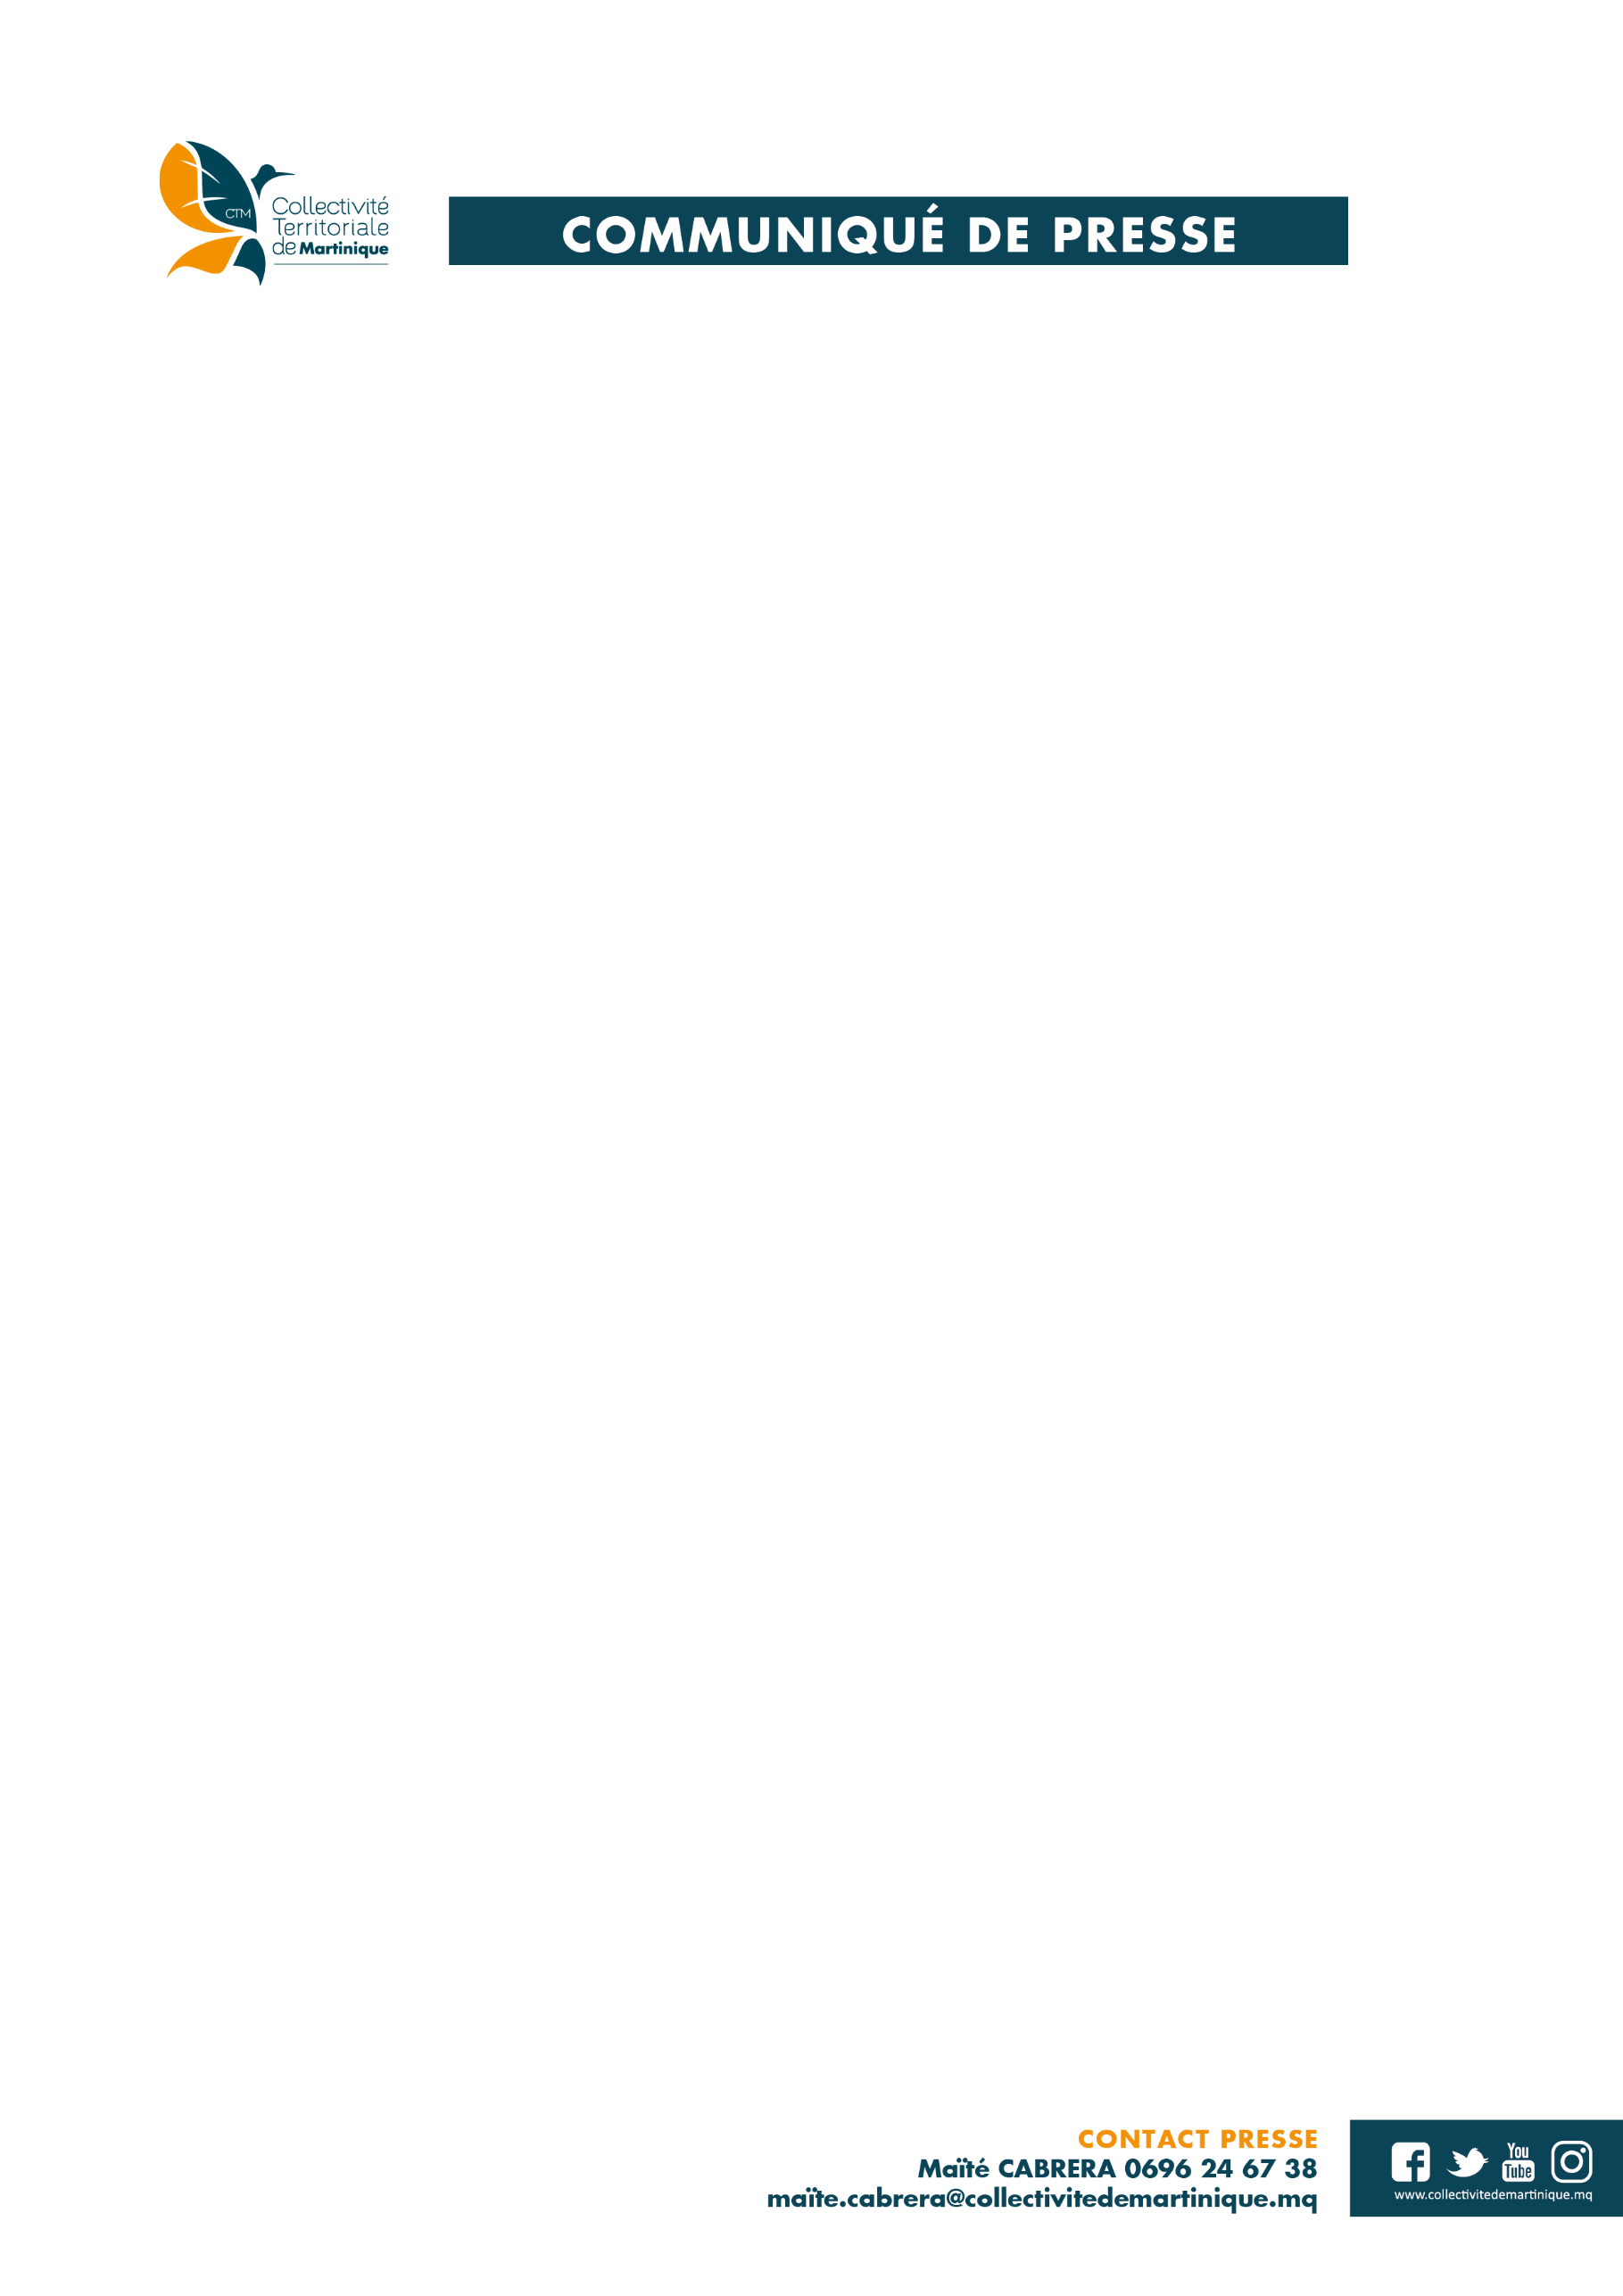 CTM
Collectivité
Territoriale
de Martinique
COMMUNIQUÉ DE PRESSE
CONTACT PRESSE
Maïté CABRERA 0696 24 67 38
maïte.cabrera@collectivitedemartinique.mq
You
Tube
www.collectivitedemartinique.mq